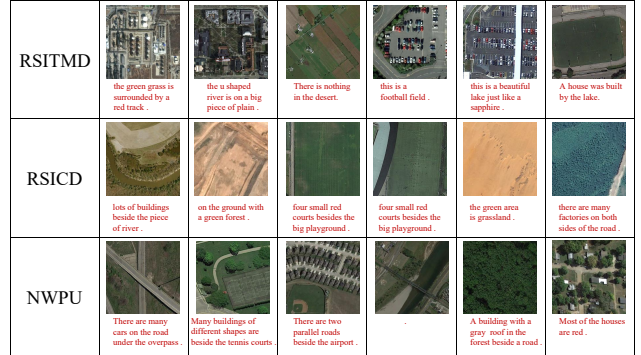 RSITMD
the green grass is
surrounded by a
red track .
the u shaped
river is on a big
piece of plain .
There is nothing
in the desert.
this is a
football field .
this is a beautiful
lake just like a
sapphire .
A house was built
by the lake.
RSICD
lots of buildings
beside the piece
of river .
on the ground with
a green forest .
four small red
courts besides the
big playground .
four small red
courts besides the
big playground .
the green area
is grassland .
there are many
factories on both
sides of the road .
NWPU
There are many
cars on the road
under the overpass .
Many buildings of
different shapes are
beside the tennis courts .
There are two
parallel roads
beside the airport .
.
A building with a
gray roof in the
forest beside a road .
Most of the houses
are red .